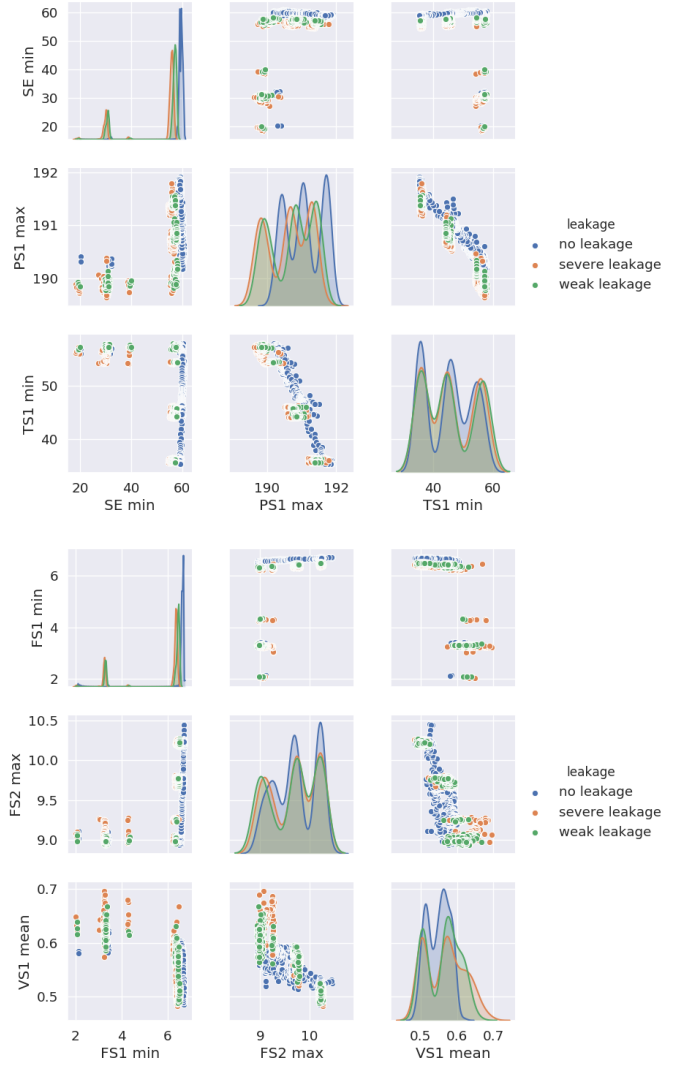 60
50
40
30
20
SE min
192
191
190
PS1 max
leakage
no leakage
severe leakage
weak leakage
50
40
TS1 min
20 40 60
SE min
190 192
PS1 max
40 60
TS1 min
6
4
2
FS1 min
10.5
10.0
9.5
9.0
FS2 max
leakage
no leakage
severe leakage
weak leakage
0.7
0.6
0.5
VS1 mean
2 4 6
FS1 min
9 10
FS2 max
0.5 0.6 0.7
VS1 mean